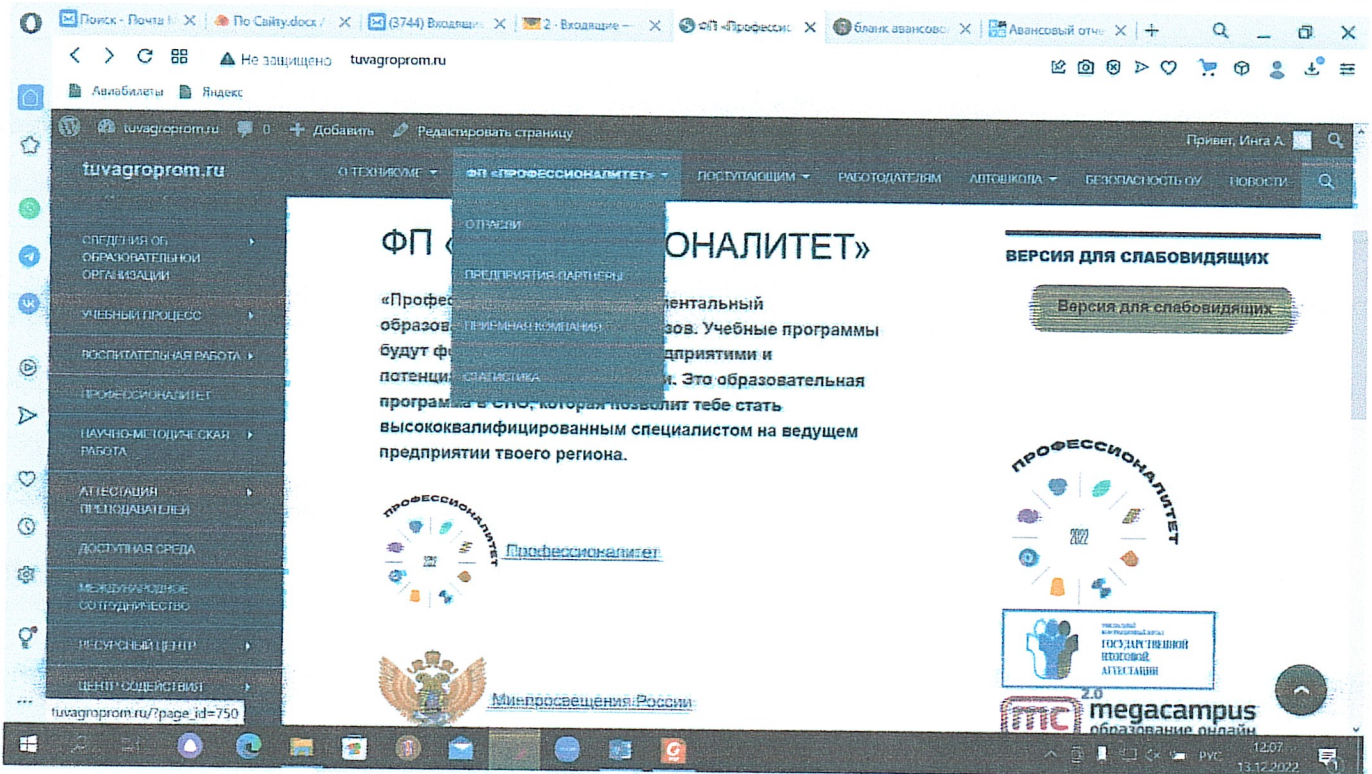 Поиск - Почта
По Сайту.docx /
(3744) Входящие
2 - Входящие —
ФП «Профессис
бланк авансово
Авансовый отче
Не защищено tuvagroprom.ru
Авиабилеты
Яндекс
tuvagroprom.ru 0 + Добавить Редактировать страницу
Привет, Инга А.
tuvagroprom.ru
О ТЕХНИКУМЕ
ФП «ПРОФЕССИОНАЛИТЕТ»
ПОСТУПАЮЩИМ
РАБОТОДАТЕЛЯМ
АВТОШКОЛА
БЕЗОПАСНОСТЬ ОУ
НОВОСТИ
СВЕДЕНИЯ ОБ
ОБРАЗОВАТЕЛЬНОЙ
ОРГАНИЗАЦИИ
УЧЕБНЫЙ ПРОЦЕСС
ВОСПИТАТЕЛЬНАЯ РАБОТА
ПРОФЕССИОНАЛИТЕТ
НАУЧНО-МЕТОДИЧЕСКАЯ
РАБОТА
АТТЕСТАЦИЯ
ПРЕПОДАВАТЕЛЕЙ
ДОСТУПНАЯ СРЕДА
МЕЖДУНАРОДНОЕ
СОТРУДНИЧЕСТВО
РЕСУРСНЫЙ ЦЕНТР
ЦЕНТР СОДЕЙСТВИЯ
tuvagroprom.ru/?page_id=750
ОТРАСЛИ
ПРЕДПРИЯТИЯ-ПАРТНЕРЫ
ПРИЕМНАЯ КОМПАНИЯ
СТАТИСТИКА
ФП « ОНАЛИТЕТ»
«Професс ентальный
образов зов. Учебные программы
будут ф дприятими и
потенци и. Это образовательная
программа в СПО, которая позволит тебе стать
высококвалифицированным специалистом на ведущем
предприятии твоего региона.
ПРОФЕССИОНАЛИТЕТ
2022
Профессионалитет
Минпросвещения России
ВЕРСИЯ ДЛЯ СЛАБОВИДЯЩИХ
Версия для слабовидящих
ПРОФЕССИОНАЛИТЕТ
2022
ГОСУДАРСТВЕННОЙ
ИТОГОВОЙ
АТТЕСТАЦИИ
2.0
mc megacampus
образование онлайн
РУС
12:07
13.12.2022